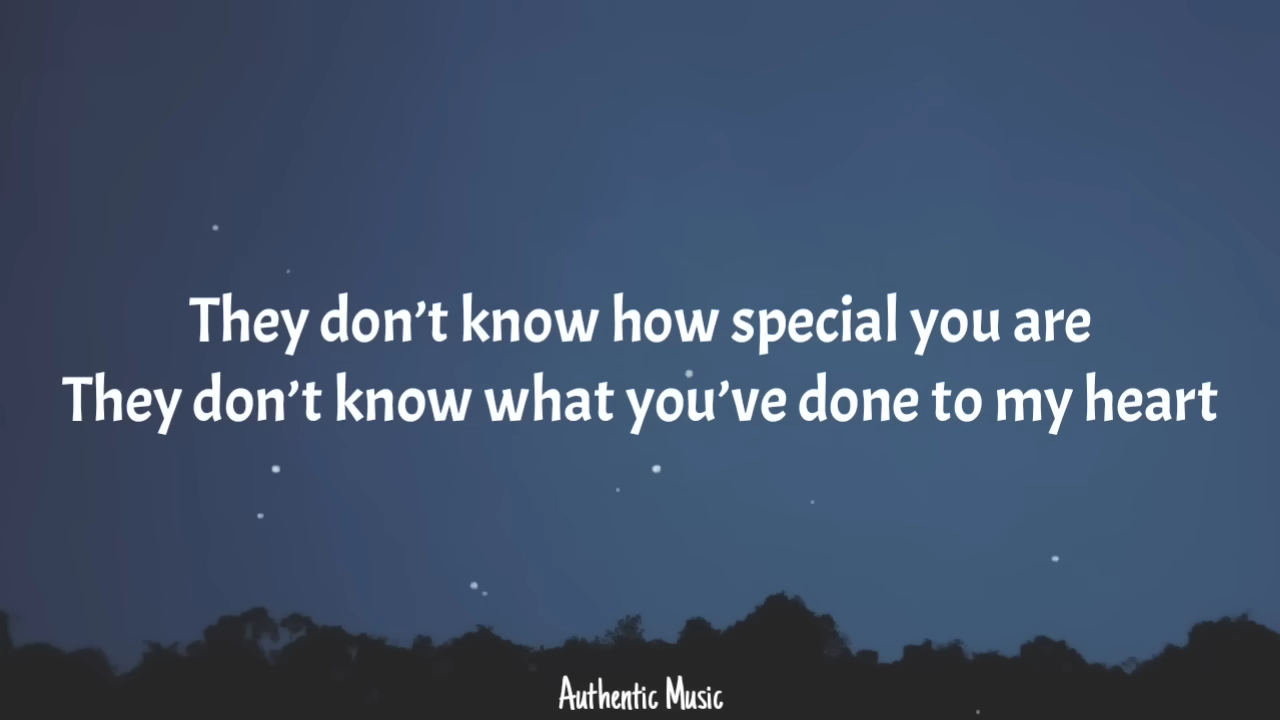 They don’t know how special you are
They don’t know what you’ve done to my heart
Authentic Music